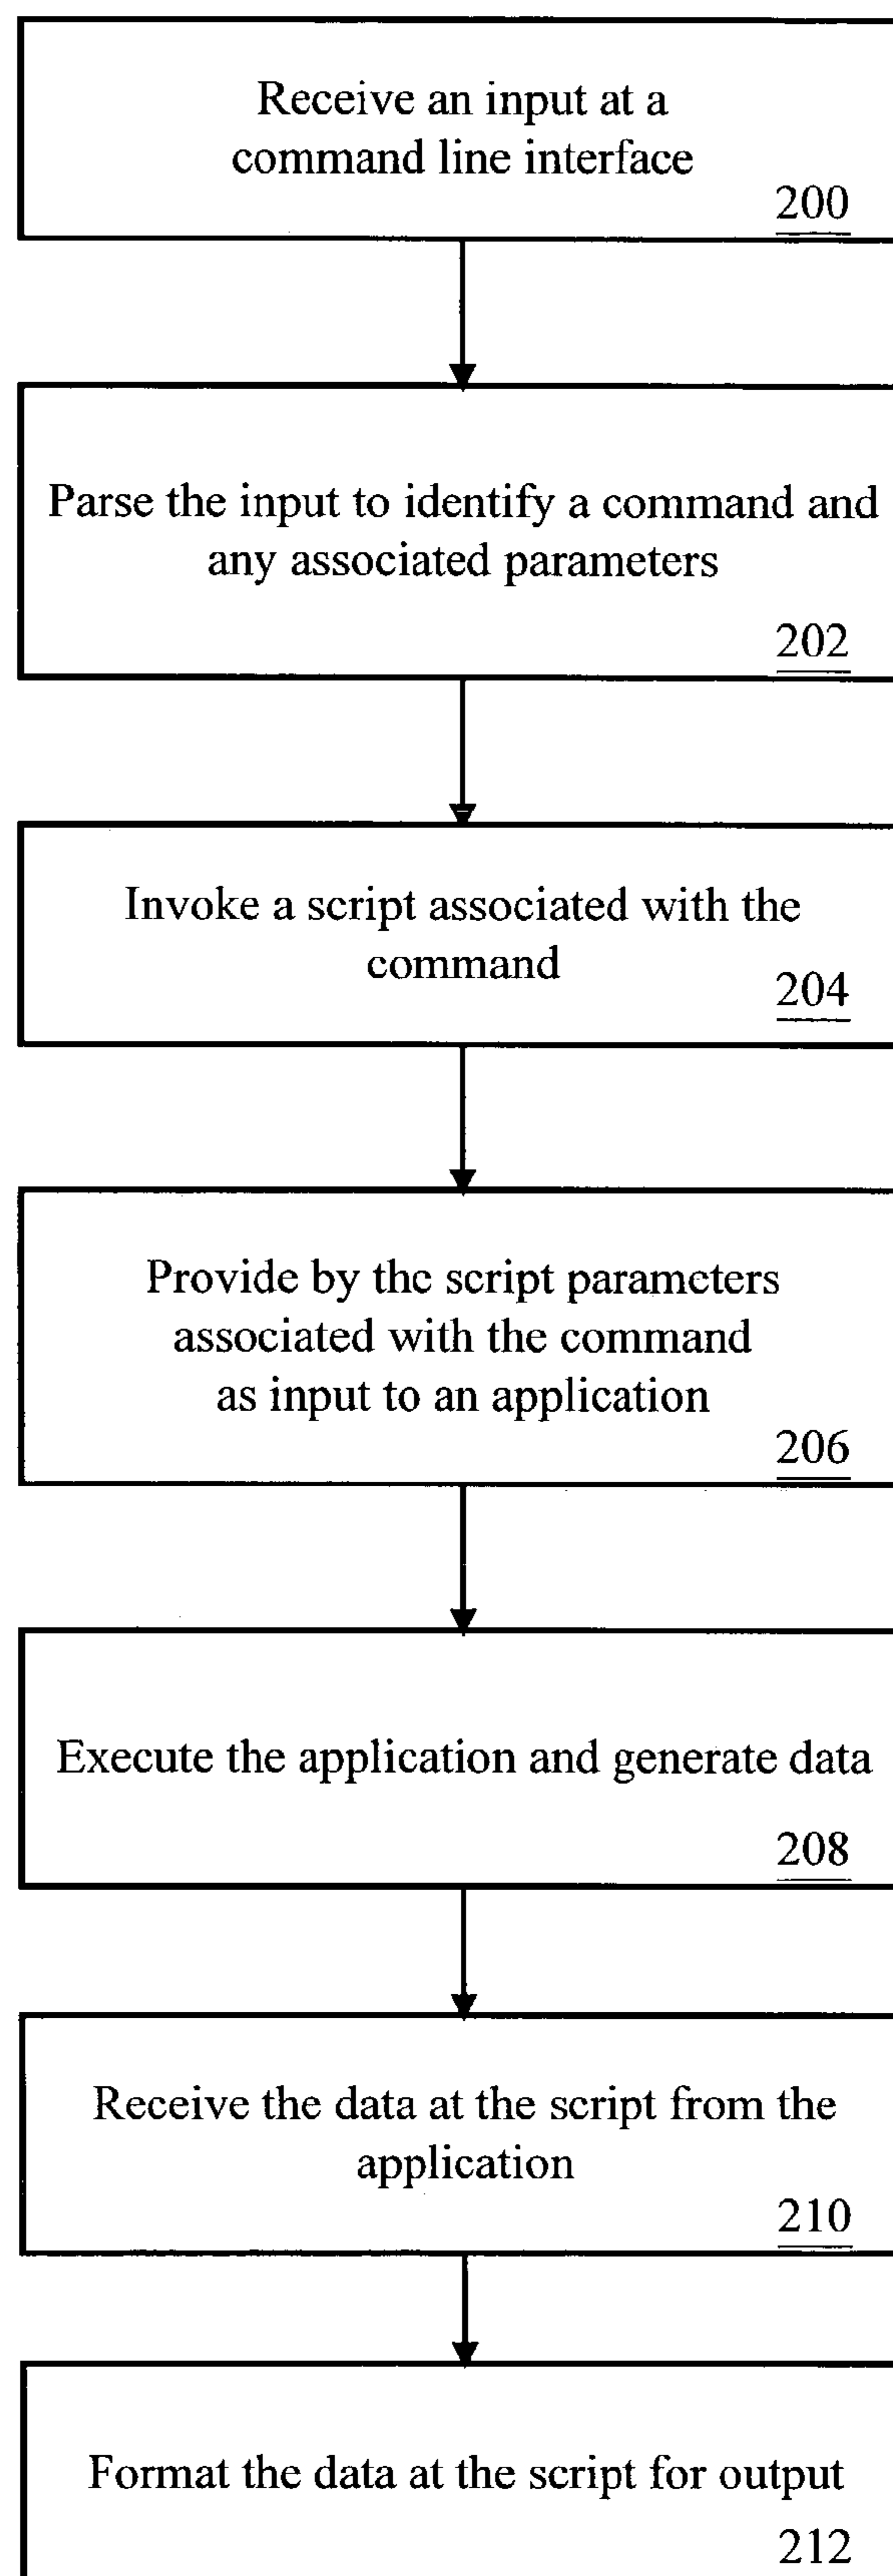 Receive an input at a
command line interface
200
Parse the input to identify a command and
any associated parameters
202
Invoke a script associated with the
command
204
Provide by the script parameters
associated with the command
as input to an application
206
Execute the application and generate data
208
Receive the data at the script from the
application
210
Format the data at the script for output
212